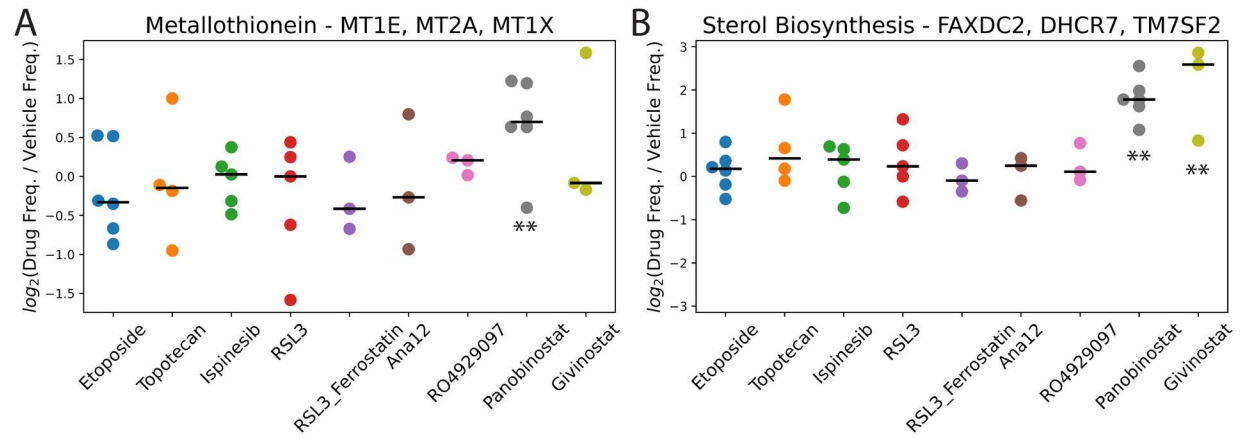 A
Metallothionein - MT1E, MT2A, MT1X
log₂(Drug Freq. / Vehicle Freq.)
1.5
1.0
0.5
0.0
−0.5
−1.0
−1.5
**
Etoposide
Topotecan
Ispinesib
RSL3
RSL3_Ferrostatin
Ana12
RO4929097
Panobinostat
Givinostat
B
Sterol Biosynthesis - FAXDC2, DHCR7, TM7SF2
log₂(Drug Freq. / Vehicle Freq.)
3
2
1
0
−1
−2
−3
**
**
Etoposide
Topotecan
Ispinesib
RSL3
RSL3_Ferrostatin
Ana12
RO4929097
Panobinostat
Givinostat